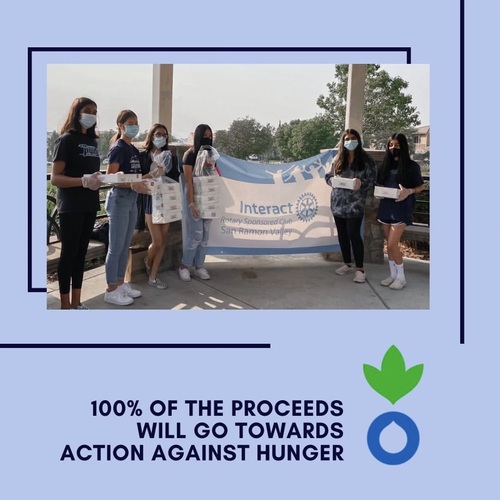 Interact
Rotary Sponsored Club
San Ramon Valley
100% OF THE PROCEEDS
WILL GO TOWARDS
ACTION AGAINST HUNGER